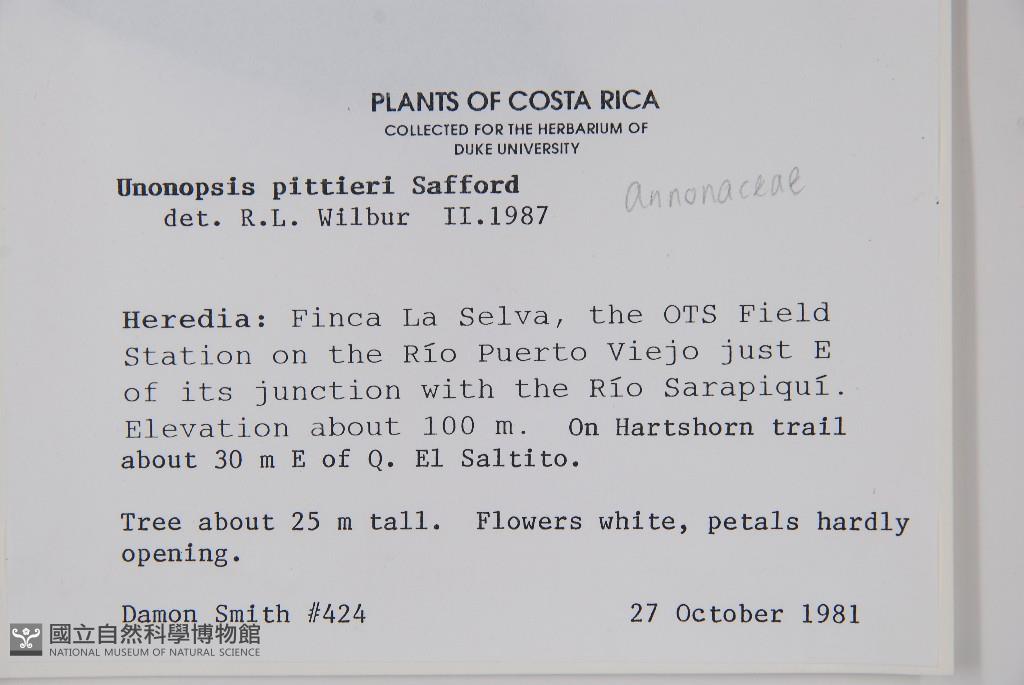 PLANTS OF COSTA RICA
COLLECTED FOR THE HERBARIUM OF
DUKE UNIVERSITY
Unonopsis pittieri Safford
annonaceae
det. R.L. Wilbur II.1987
Heredia: Finca La Selva, the OTS Field
Station on the Río Puerto Viejo just E
of its junction with the Río Sarapiquí.
Elevation about 100 m. On Hartshorn trail
about 30 m E of Q. El Saltito.
Tree about 25 m tall. Flowers white, petals hardly
opening.
Damon Smith #424 27 October 1981
國立自然科學博物館
NATIONAL MUSEUM OF NATURAL SCIENCE